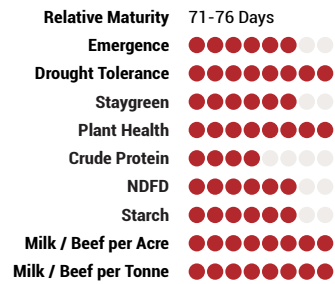 Relative Maturity 71-76 Days
Emergence
Drought Tolerance
Staygreen
Plant Health
Crude Protein
NDFD
Starch
Milk / Beef per Acre
Milk / Beef per Tonne